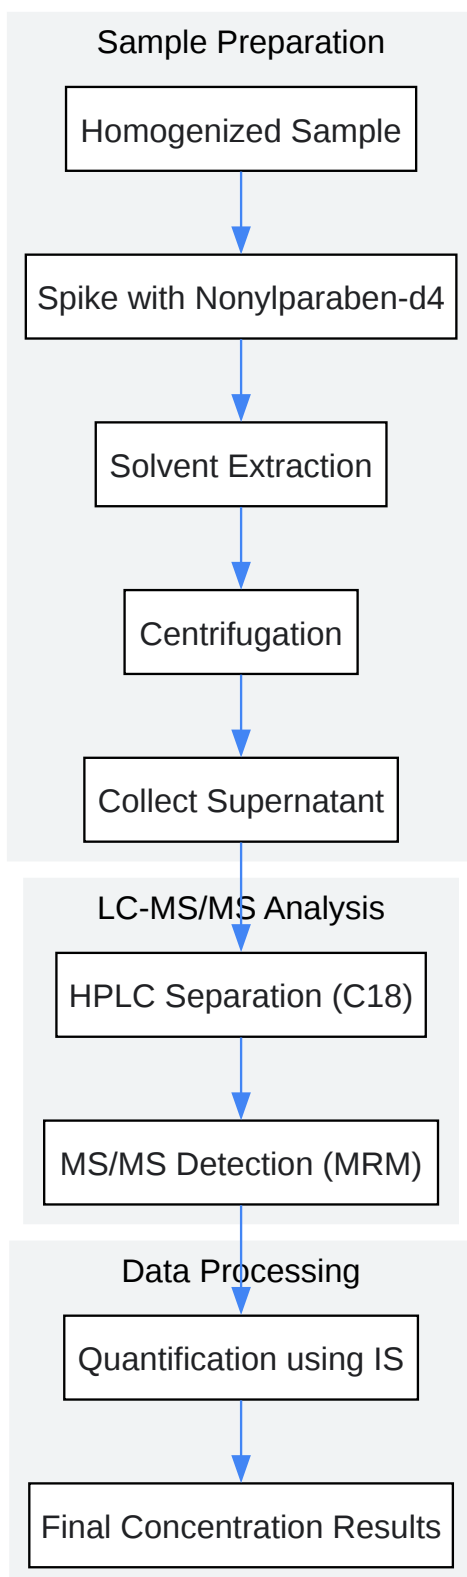 Sample Preparation
Homogenized Sample
Spike with Nonylparaben-d4
Solvent Extraction
Centrifugation
Collect Supernatant
LC-MS/MS Analysis
HPLC Separation (C18)
MS/MS Detection (MRM)
Data Processing
Quantification using IS
Final Concentration Results